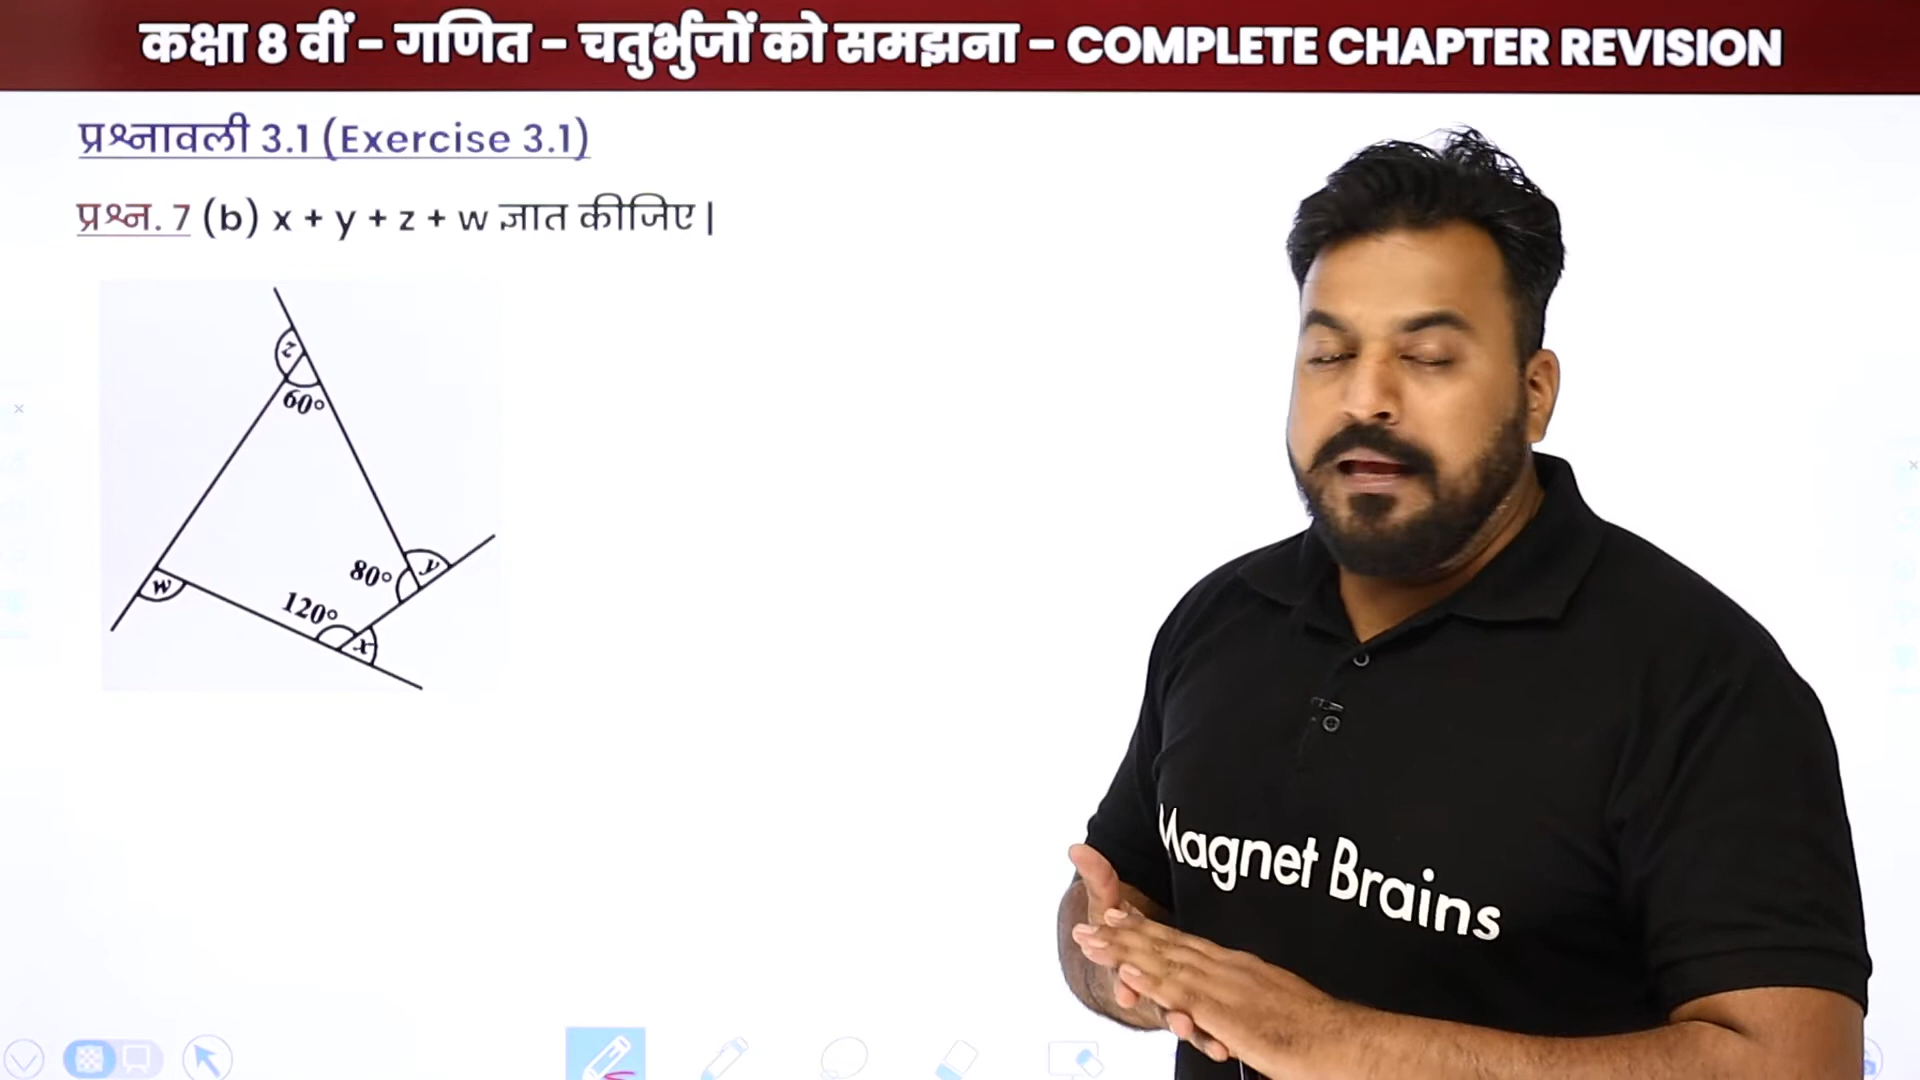 कक्षा 8 वीं - गणित - चतुर्भुजों को समझना - COMPLETE CHAPTER REVISION
प्रश्नावली 3.1 (Exercise 3.1)
प्रश्न. 7 (b) x + y + z + w ज्ञात कीजिए |
z
60°
80° y
w
120° x
Magnet Brains